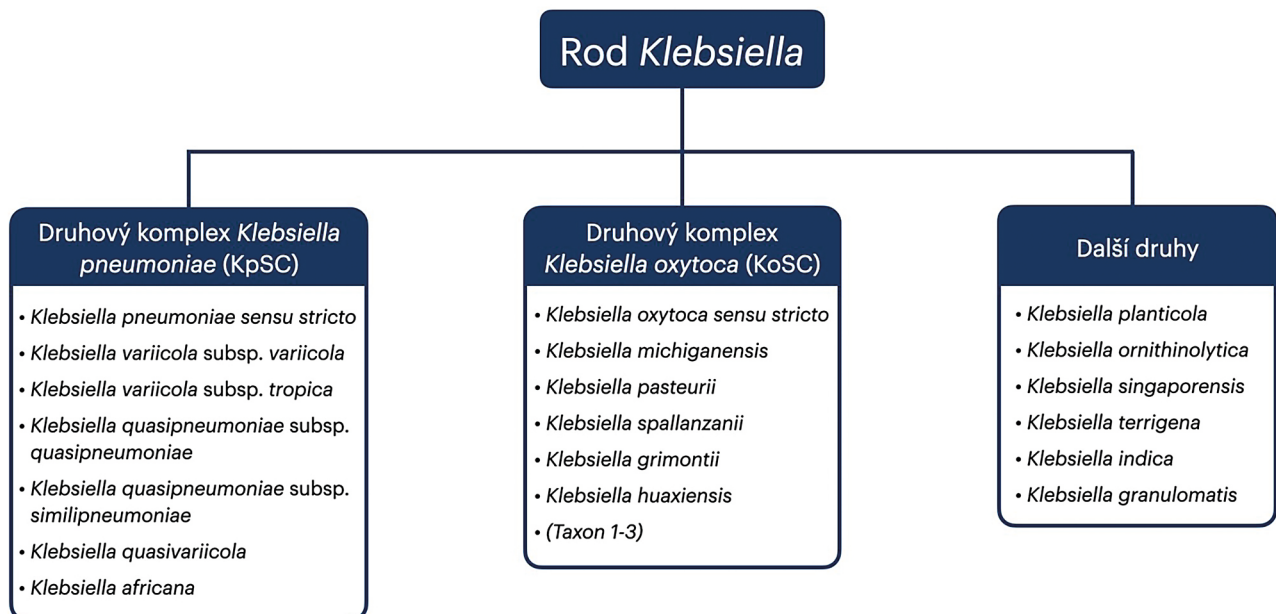 Rod Klebsiella
Druhový komplex Klebsiella
pneumoniae (KpSC)
• Klebsiella pneumoniae sensu stricto
• Klebsiella variicola subsp. variicola
• Klebsiella variicola subsp. tropica
• Klebsiella quasipneumoniae subsp.
quasipneumoniae
• Klebsiella quasipneumoniae subsp.
similipneumoniae
• Klebsiella quasivariicola
• Klebsiella africana
Druhový komplex
Klebsiella oxytoca (KoSC)
• Klebsiella oxytoca sensu stricto
• Klebsiella michiganensis
• Klebsiella pasteurii
• Klebsiella spallanzanii
• Klebsiella grimontii
• Klebsiella huaxiensis
• (Taxon 1-3)
Další druhy
• Klebsiella planticola
• Klebsiella ornithinolytica
• Klebsiella singaporensis
• Klebsiella terrigena
• Klebsiella indica
• Klebsiella granulomatis